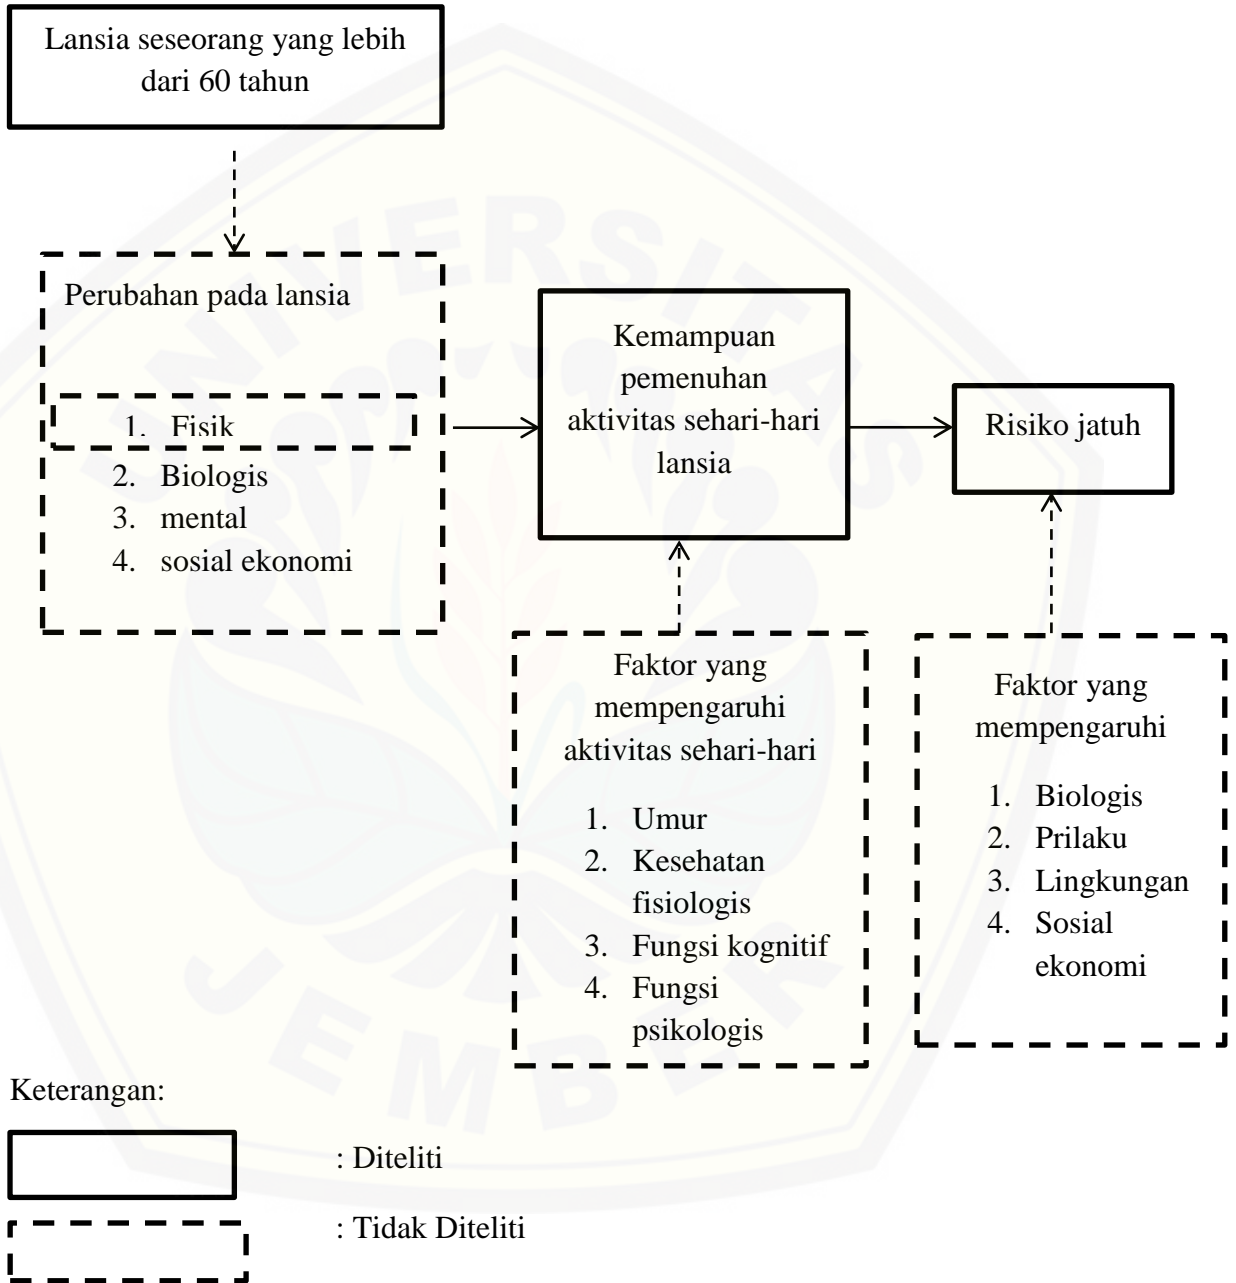 Lansia seseorang yang lebih
dari 60 tahun
Perubahan pada lansia
1. Fisik
2. Biologis
3. mental
4. sosial ekonomi
Kemampuan
pemenuhan
aktivitas sehari-hari
lansia
Risiko jatuh
Faktor yang
mempengaruhi
aktivitas sehari-hari
1. Umur
2. Kesehatan
fisiologis
3. Fungsi kognitif
4. Fungsi
psikologis
Faktor yang
mempengaruhi
1. Biologis
2. Prilaku
3. Lingkungan
4. Sosial
ekonomi
Keterangan:
: Diteliti
: Tidak Diteliti
UNIVERSITAS
JEMBER